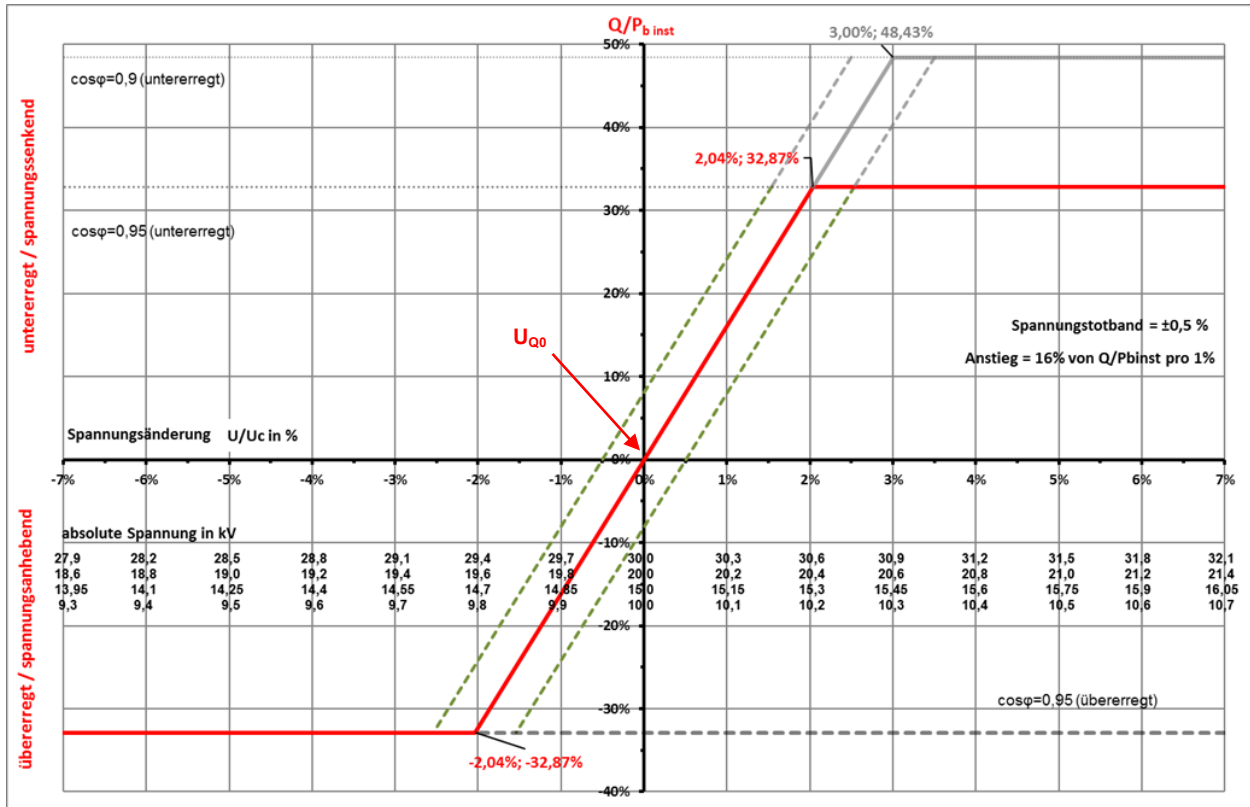 Q/Pb inst
3,00%; 48,43%
50%
cosφ=0,9 (untererregt)
40%
2,04%; 32,87%
30%
cosφ=0,95 (untererregt)
untererregt / spannungssenkend
20%
Spannungstotband = ±0,5 %
UQ0
Anstieg = 16% von Q/Pbinst pro 1%
10%
Spannungsänderung U/Uc in %
0%
-7% -6% -5% -4% -3% -2% -1% 0% 1% 2% 3% 4% 5% 6% 7%
absolute Spannung in kV
-10%
27,9 28,2 28,5 28,8 29,1 29,4 29,7 30,0 30,3 30,6 30,9 31,2 31,5 31,8 32,1
18,6 18,8 19,0 19,2 19,4 19,6 19,8 20,0 20,2 20,4 20,6 20,8 21,0 21,2 21,4
13,95 14,1 14,25 14,4 14,55 14,7 14,85 15,0 15,15 15,3 15,45 15,6 15,75 15,9 16,05
9,3 9,4 9,5 9,6 9,7 9,8 9,9 10,0 10,1 10,2 10,3 10,4 10,5 10,6 10,7
übererregt / spannungsanhebend
-20%
cosφ=0,95 (übererregt)
-30%
-2,04%; -32,87%
-40%